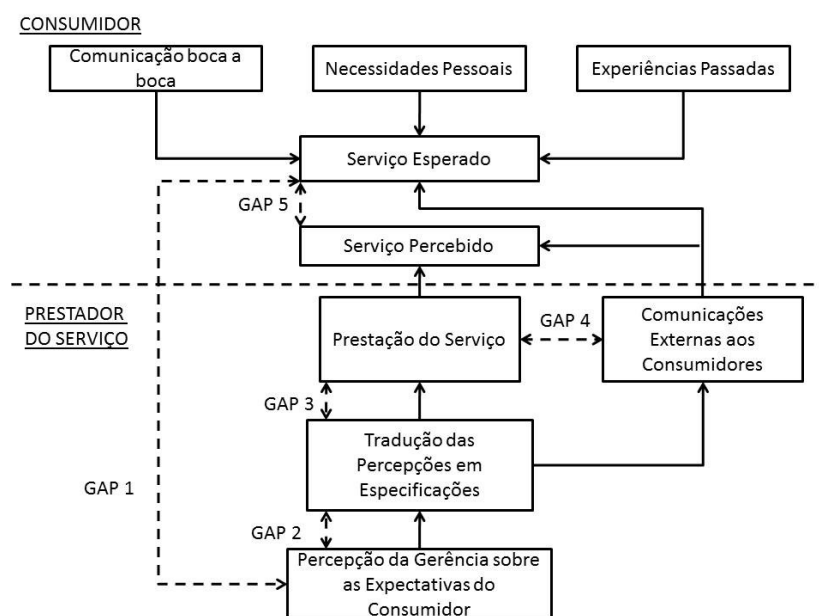 CONSUMIDOR
Comunicação boca a
boca
Necessidades Pessoais
Experiências Passadas
Serviço Esperado
GAP 5
Serviço Percebido
PRESTADOR
DO SERVIÇO
Prestação do Serviço
GAP 4
Comunicações
Externas aos
Consumidores
GAP 3
Tradução das
Percepções em
Especificações
GAP 1
GAP 2
Percepção da Gerência sobre
as Expectativas do
Consumidor